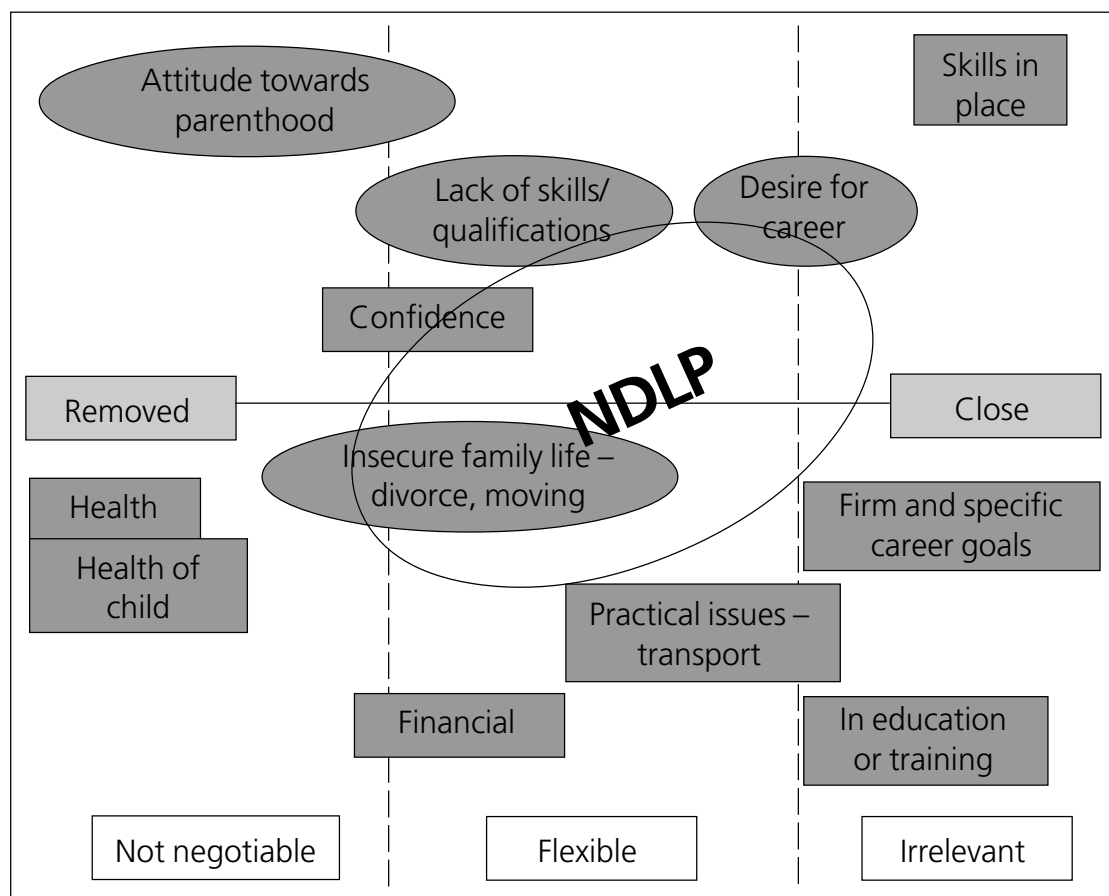 Attitude towards
parenthood
Skills in
place
Lack of skills/
qualifications
Desire for
career
Confidence
NDLP
Removed
Close
Insecure family life –
divorce, moving
Health
Firm and specific
career goals
Health of
child
Practical issues –
transport
Financial
In education
or training
Not negotiable
Flexible
Irrelevant